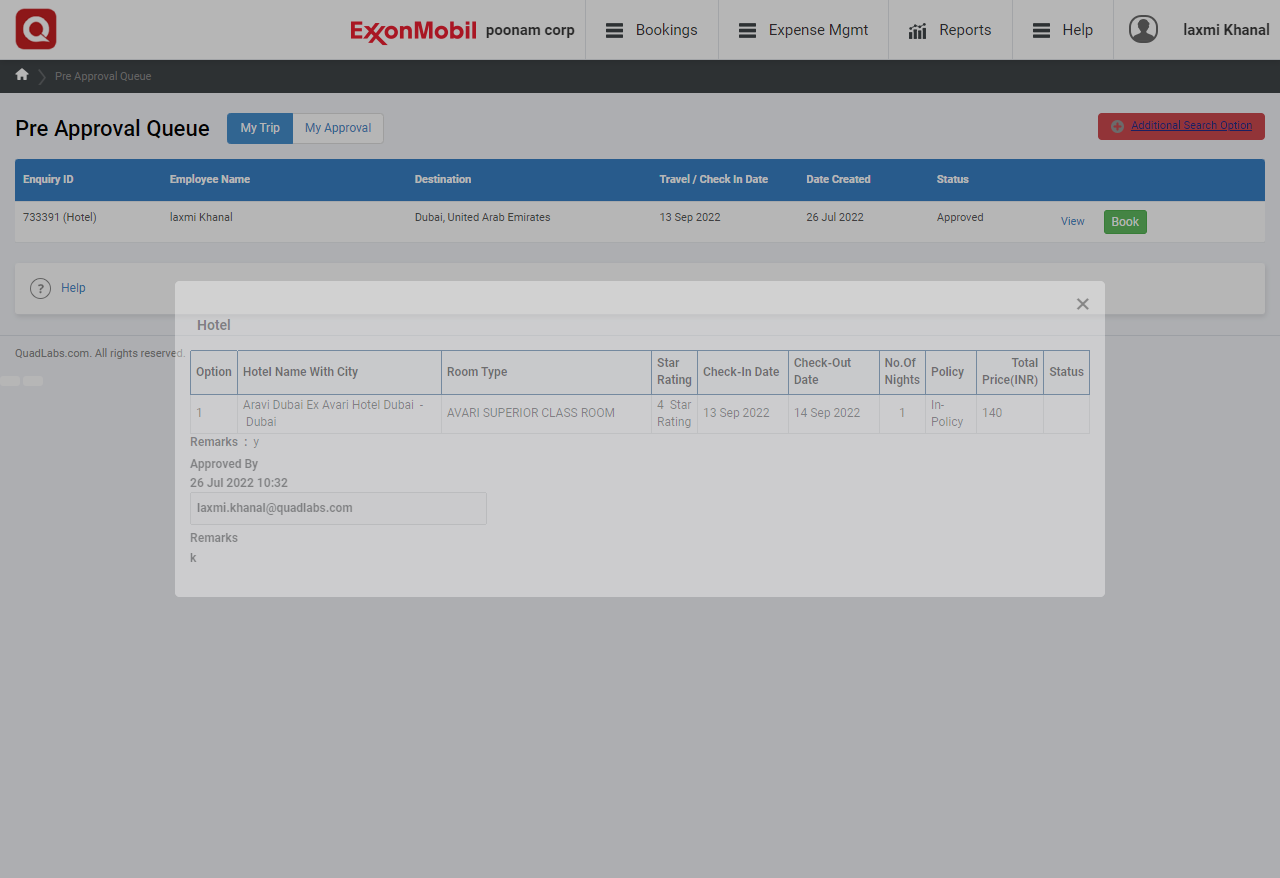 ExxonMobil poonam corp Bookings Expense Mgmt Reports Help laxmi Khanal
Pre Approval Queue
Pre Approval Queue My Trip My Approval Additional Search Option
Enquiry ID Employee Name Destination Travel / Check In Date Date Created Status
733391 (Hotel) laxmi Khanal Dubai, United Arab Emirates 13 Sep 2022 26 Jul 2022 Approved View Book
? Help
×
Hotel
QuadLabs.com. All rights reserved.
Option Hotel Name With City Room Type Star Rating Check-In Date Check-Out Date No.Of Nights Policy Total Price(INR) Status
1 Aravi Dubai Ex Avari Hotel Dubai - Dubai AVARI SUPERIOR CLASS ROOM 4 Star Rating 13 Sep 2022 14 Sep 2022 1 In-Policy 140
Remarks : y
Approved By
26 Jul 2022 10:32
laxmi.khanal@quadlabs.com
Remarks
k